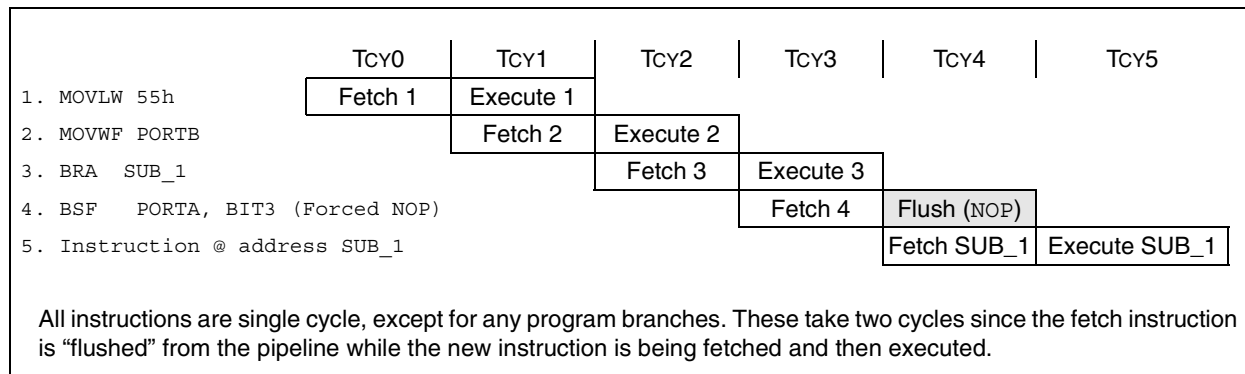 TCY0 TCY1 TCY2 TCY3 TCY4 TCY5
1. MOVLW 55h Fetch 1 Execute 1
2. MOVWF PORTB Fetch 2 Execute 2
3. BRA SUB_1 Fetch 3 Execute 3
4. BSF PORTA, BIT3 (Forced NOP) Fetch 4 Flush (NOP)
5. Instruction @ address SUB_1 Fetch SUB_1 Execute SUB_1
All instructions are single cycle, except for any program branches. These take two cycles since the fetch instruction
is “flushed” from the pipeline while the new instruction is being fetched and then executed.